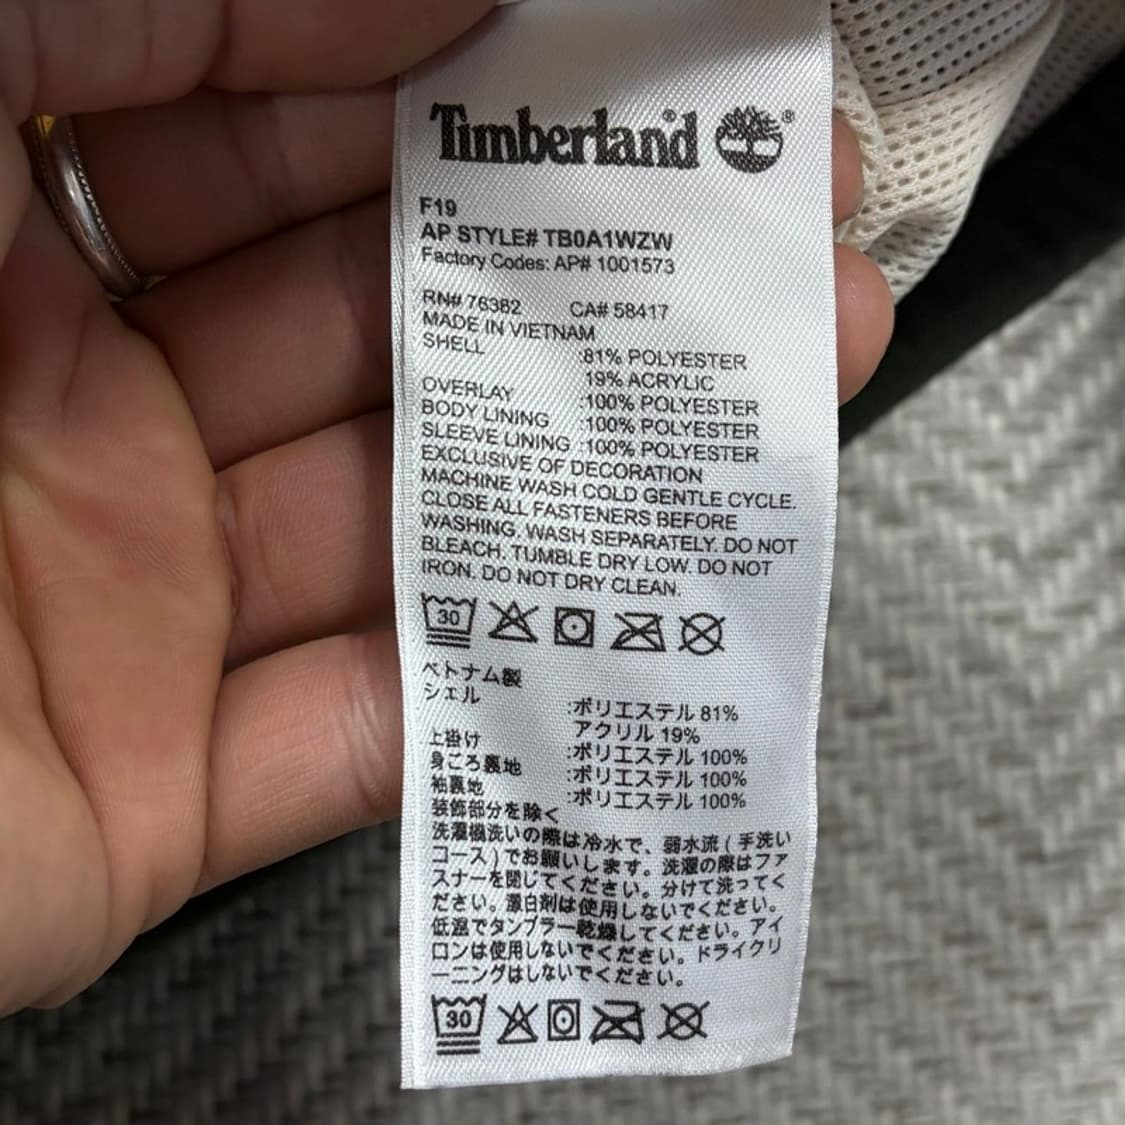 Timberland ®
F19
AP STYLE# TB0A1WZW
Factory Codes: AP# 1001573
RN# 76382 CA# 58417
MADE IN VIETNAM
SHELL :81% POLYESTER
19% ACRYLIC
OVERLAY :100% POLYESTER
BODY LINING :100% POLYESTER
SLEEVE LINING :100% POLYESTER
EXCLUSIVE OF DECORATION
MACHINE WASH COLD GENTLE CYCLE.
CLOSE ALL FASTENERS BEFORE
WASHING. WASH SEPARATELY. DO NOT
BLEACH. TUMBLE DRY LOW. DO NOT
IRON. DO NOT DRY CLEAN.
30
ベトナム製
シェル :ポリエステル 81%
アクリル 19%
上掛け :ポリエステル 100%
身ころ裏地 :ポリエステル 100%
袖裏地 :ポリエステル 100%
装飾部分を除く
洗濯機洗いの際は冷水で、弱水流 ( 手洗い
コース ) でお願いします。洗濯の際はファ
スナーを閉じてください。分けて洗ってく
ださい。漂白剤は使用しないでください。
低温でタンブラー乾燥してください。アイ
ロンは使用しないでください。ドライクリ
ーニングはしないでください。
30